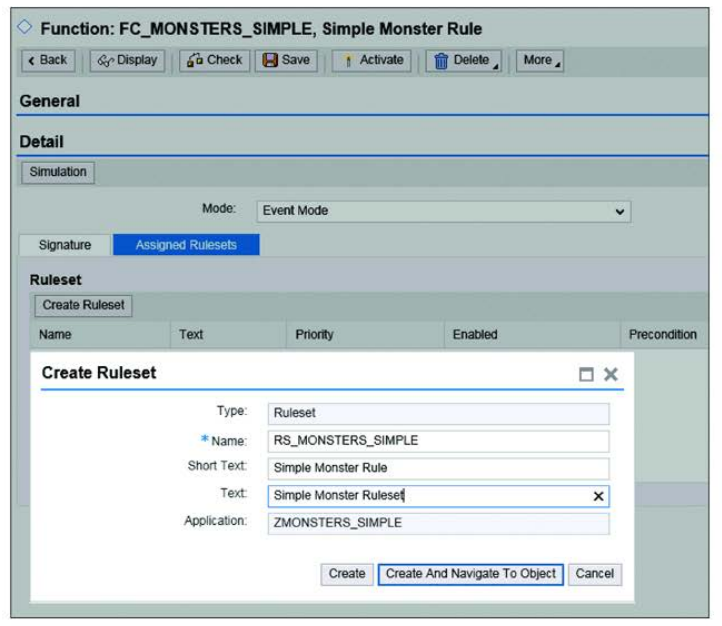 Function: FC_MONSTERS_SIMPLE, Simple Monster Rule
Back Display Check Save Activate Delete More
General
Detail
Simulation
Mode: Event Mode
Signature Assigned Rulesets
Ruleset
Create Ruleset
Name Text Priority Enabled Precondition
Create Ruleset
Type: Ruleset
* Name: RS_MONSTERS_SIMPLE
Short Text: Simple Monster Rule
Text: Simple Monster Ruleset
Application: ZMONSTERS_SIMPLE
Create Create And Navigate To Object Cancel